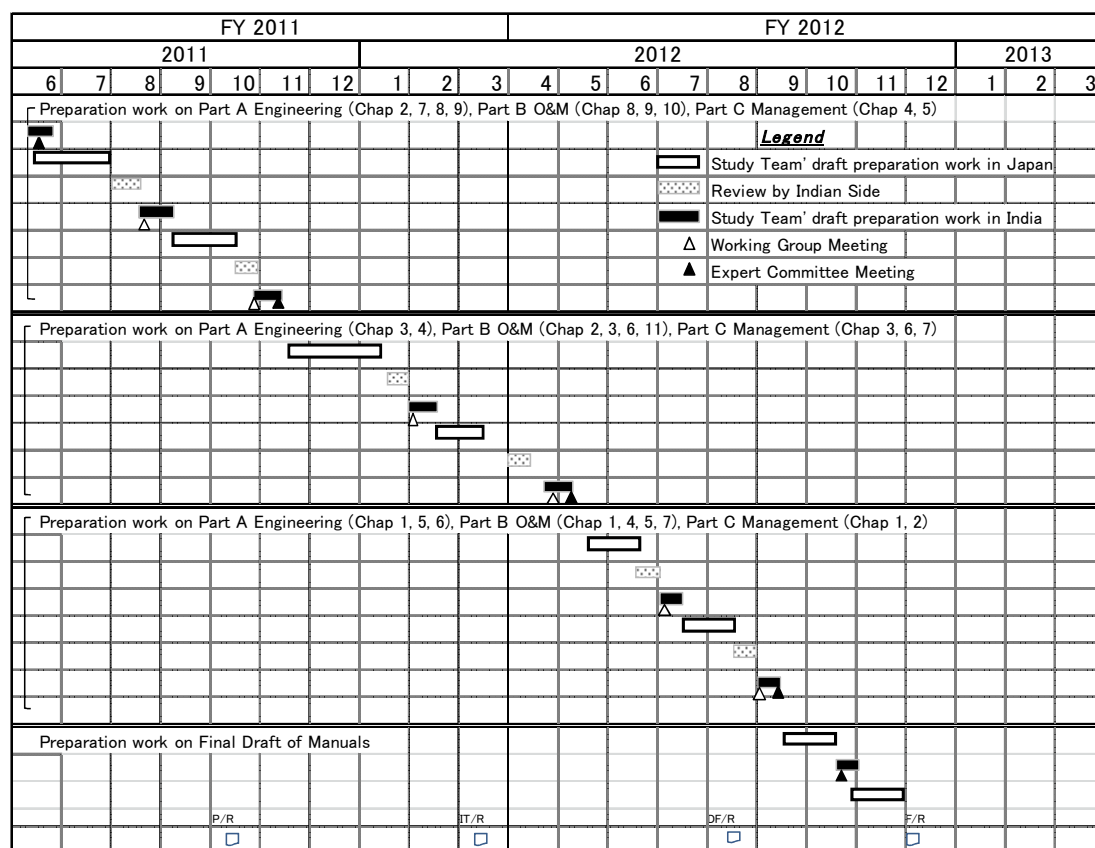 FY 2011 FY 2012
2011 2012 2013
6 7 8 9 10 11 12 1 2 3 4 5 6 7 8 9 10 11 12 1 2 3
Preparation work on Part A Engineering (Chap 2, 7, 8, 9), Part B O&M (Chap 8, 9, 10), Part C Management (Chap 4, 5)
Legend
Study Team' draft preparation work in Japan
Review by Indian Side
Study Team' draft preparation work in India
Working Group Meeting
Expert Committee Meeting
Preparation work on Part A Engineering (Chap 3, 4), Part B O&M (Chap 2, 3, 6, 11), Part C Management (Chap 3, 6, 7)
Preparation work on Part A Engineering (Chap 1, 5, 6), Part B O&M (Chap 1, 4, 5, 7), Part C Management (Chap 1, 2)
Preparation work on Final Draft of Manuals
P/R IT/R DF/R F/R